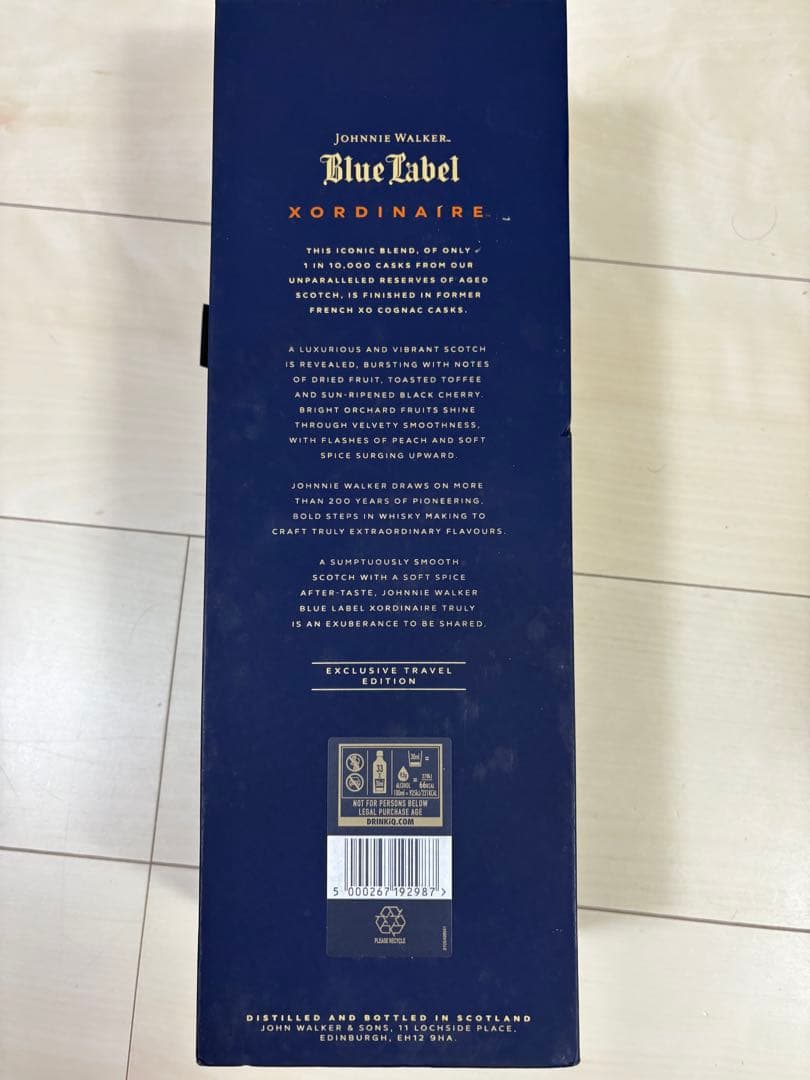 JOHNNIE WALKER™
Blue Label
XORDINAIRE™
THIS ICONIC BLEND, OF ONLY
1 IN 10,000 CASKS FROM OUR
UNPARALLELED RESERVES OF AGED
SCOTCH, IS FINISHED IN FORMER
FRENCH XO COGNAC CASKS.
A LUXURIOUS AND VIBRANT SCOTCH
IS REVEALED, BURSTING WITH NOTES
OF DRIED FRUIT, TOASTED TOFFEE
AND SUN-RIPENED BLACK CHERRY.
BRIGHT ORCHARD FRUITS SHINE
THROUGH VELVETY SMOOTHNESS,
WITH FLASHES OF PEACH AND SOFT
SPICE SURGING UPWARD.
JOHNNIE WALKER DRAWS ON MORE
THAN 200 YEARS OF PIONEERING,
BOLD STEPS IN WHISKY MAKING TO
CRAFT TRULY EXTRAORDINARY FLAVOURS.
A SUMPTUOUSLY SMOOTH
SCOTCH WITH A SOFT SPICE
AFTER-TASTE, JOHNNIE WALKER
BLUE LABEL XORDINAIRE TRULY
IS AN EXUBERANCE TO BE SHARED.
EXCLUSIVE TRAVEL
EDITION
33
30ml =
ALCOHOL
66KCAL
NOT FOR PERSONS BELOW
LEGAL PURCHASE AGE
DRINKiQ.COM
5 000267 192987 >
PLEASE RECYCLE
DISTILLED AND BOTTLED IN SCOTLAND
JOHN WALKER & SONS, 11 LOCHSIDE PLACE,
EDINBURGH, EH12 9HA.